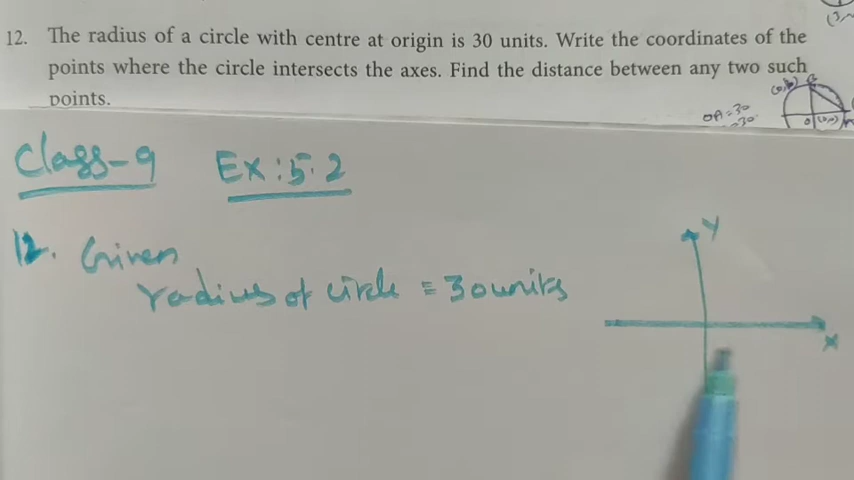 12. The radius of a circle with centre at origin is 30 units. Write the coordinates of the
points where the circle intersects the axes. Find the distance between any two such
points.
OA=30
Class-9 Ex:5.2
12. Given
radius of circle = 30 units
Y
X